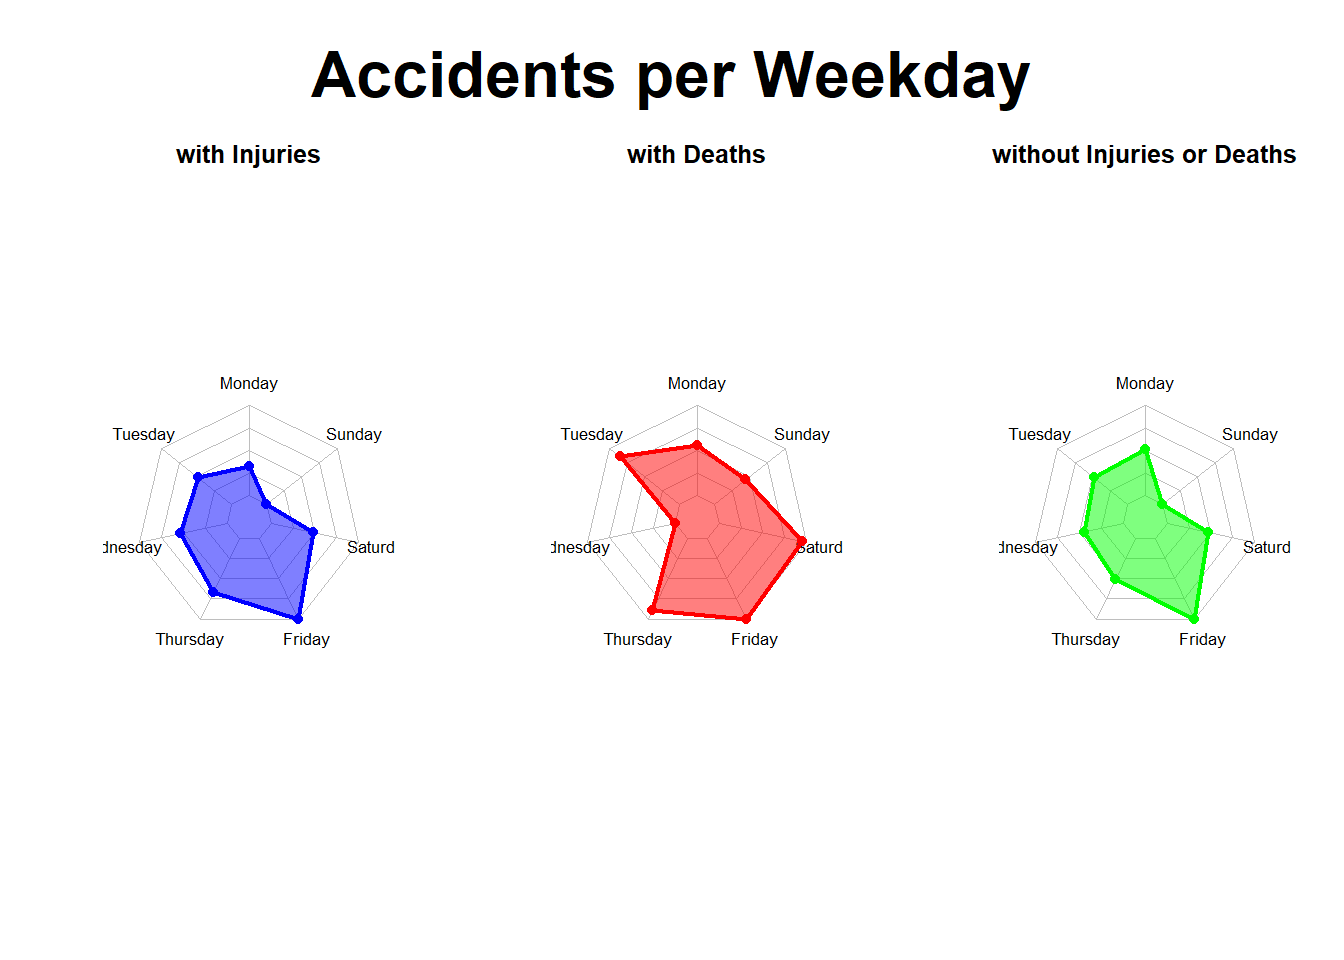 Accidents per Weekday
with Injuries
with Deaths
without Injuries or Deaths
Monday
Tuesday
Sunday
dnesday
Saturd
Thursday
Friday
Monday
Tuesday
Sunday
dnesday
Saturd
Thursday
Friday
Monday
Tuesday
Sunday
dnesday
Saturd
Thursday
Friday